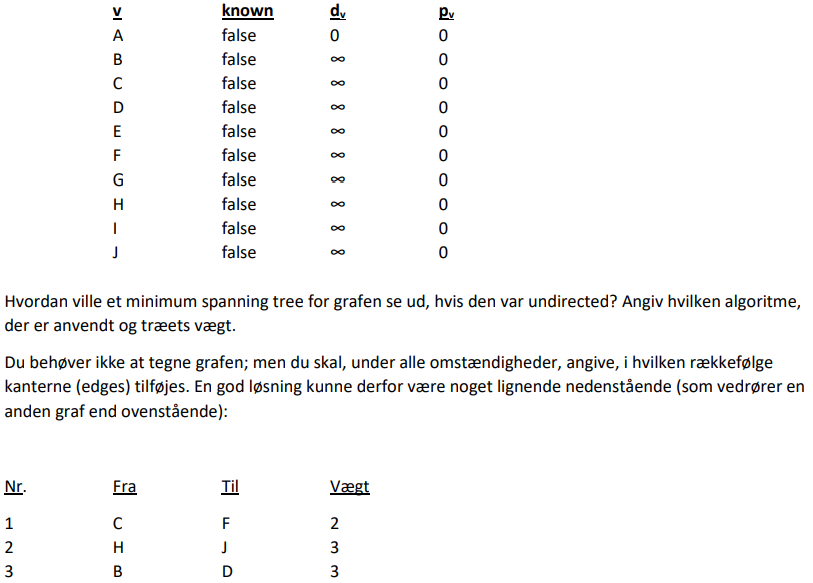 v known dv pv
A false 0 0
B false ∞ 0
C false ∞ 0
D false ∞ 0
E false ∞ 0
F false ∞ 0
G false ∞ 0
H false ∞ 0
I false ∞ 0
J false ∞ 0
Hvordan ville et minimum spanning tree for grafen se ud, hvis den var undirected? Angiv hvilken algoritme,
der er anvendt og træets vægt.
Du behøver ikke at tegne grafen; men du skal, under alle omstændigheder, angive, i hvilken rækkefølge
kanterne (edges) tilføjes. En god løsning kunne derfor være noget lignende nedenstående (som vedrører en
anden graf end ovenstående):
Nr. Fra Til Vægt
1 C F 2
2 H J 3
3 B D 3